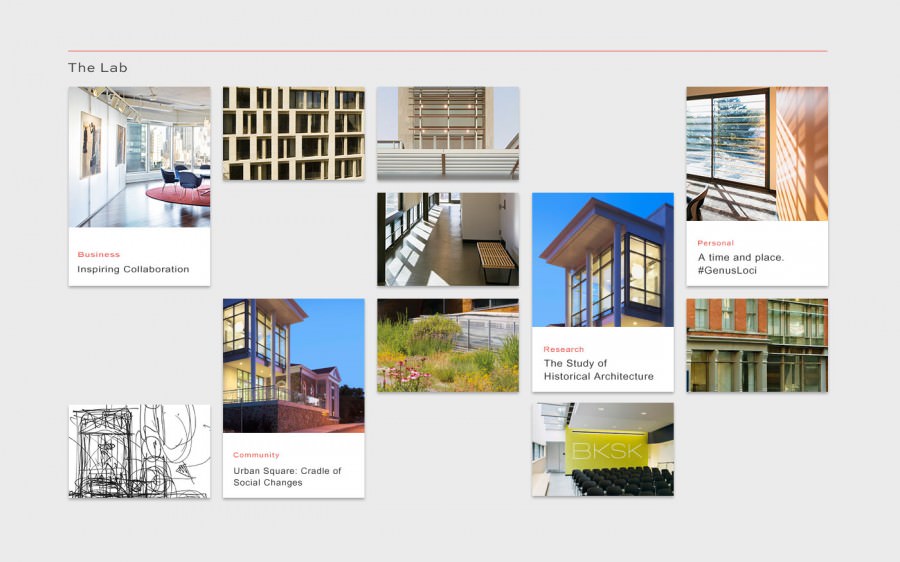 The Lab
Business
Inspiring Collaboration
Personal
A time and place.
#GenusLoci
Research
The Study of
Historical Architecture
Community
Urban Square: Cradle of
Social Changes
BKSK